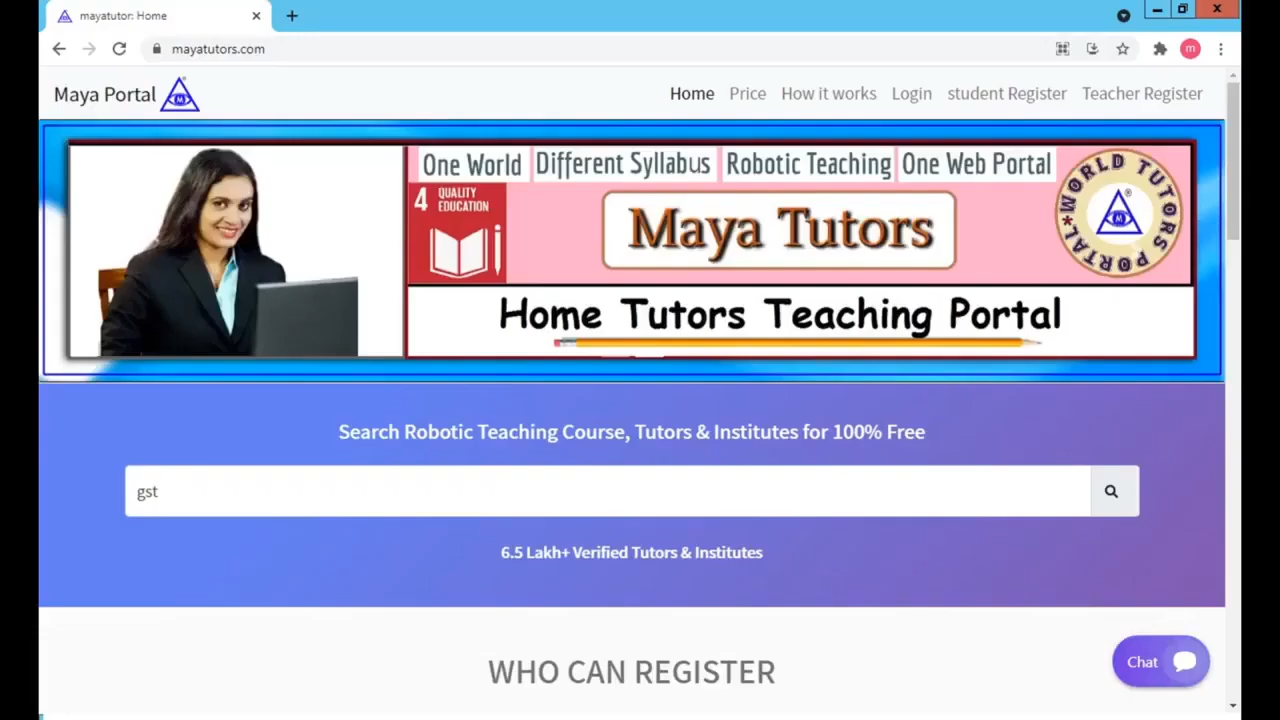 mayatutor: Home
mayatutors.com
m
Maya Portal
M
Home Price How it works Login student Register Teacher Register
One World Different Syllabus Robotic Teaching One Web Portal
4 QUALITY EDUCATION
Maya Tutors
WORLD TUTORS PORTAL*
M
Home Tutors Teaching Portal
Search Robotic Teaching Course, Tutors & Institutes for 100% Free
gst
6.5 Lakh+ Verified Tutors & Institutes
WHO CAN REGISTER
Chat